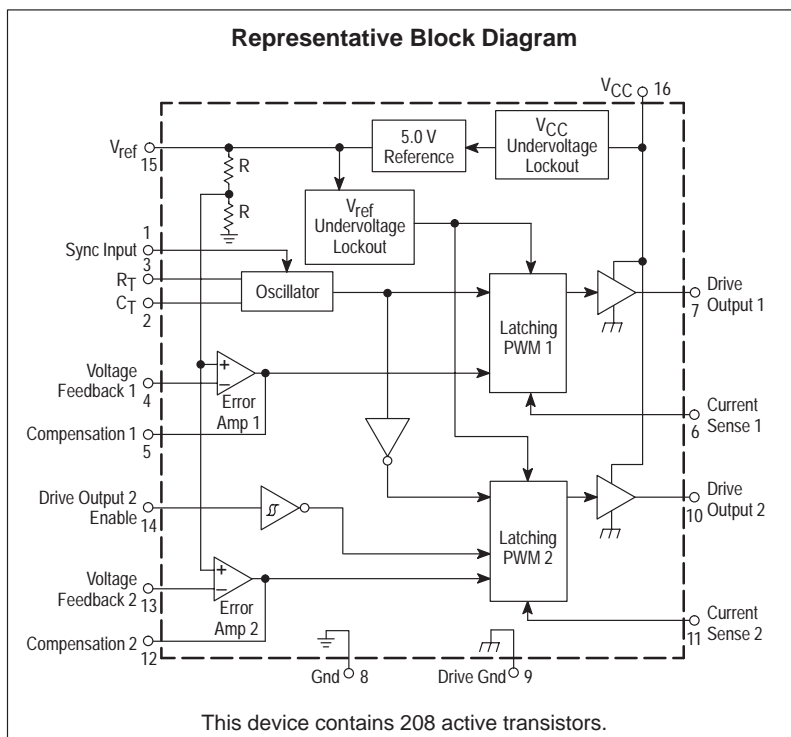 Representative Block Diagram
VCC 16
Vref
15
R
R
5.0 V
Reference
VCC
Undervoltage
Lockout
Vref
Undervoltage
Lockout
1
Sync Input
3
RT
CT
2
Oscillator
Latching
PWM 1
Drive
Output 1
7
Voltage
Feedback 1
4
+
–
Error
Amp 1
Compensation 1
5
Current
Sense 1
6
Drive Output 2
Enable
14
Latching
PWM 2
Drive
Output 2
10
Voltage
Feedback 2
13
+
–
Error
Amp 2
Compensation 2
12
Current
Sense 2
11
Gnd 8
Drive Gnd 9
This device contains 208 active transistors.